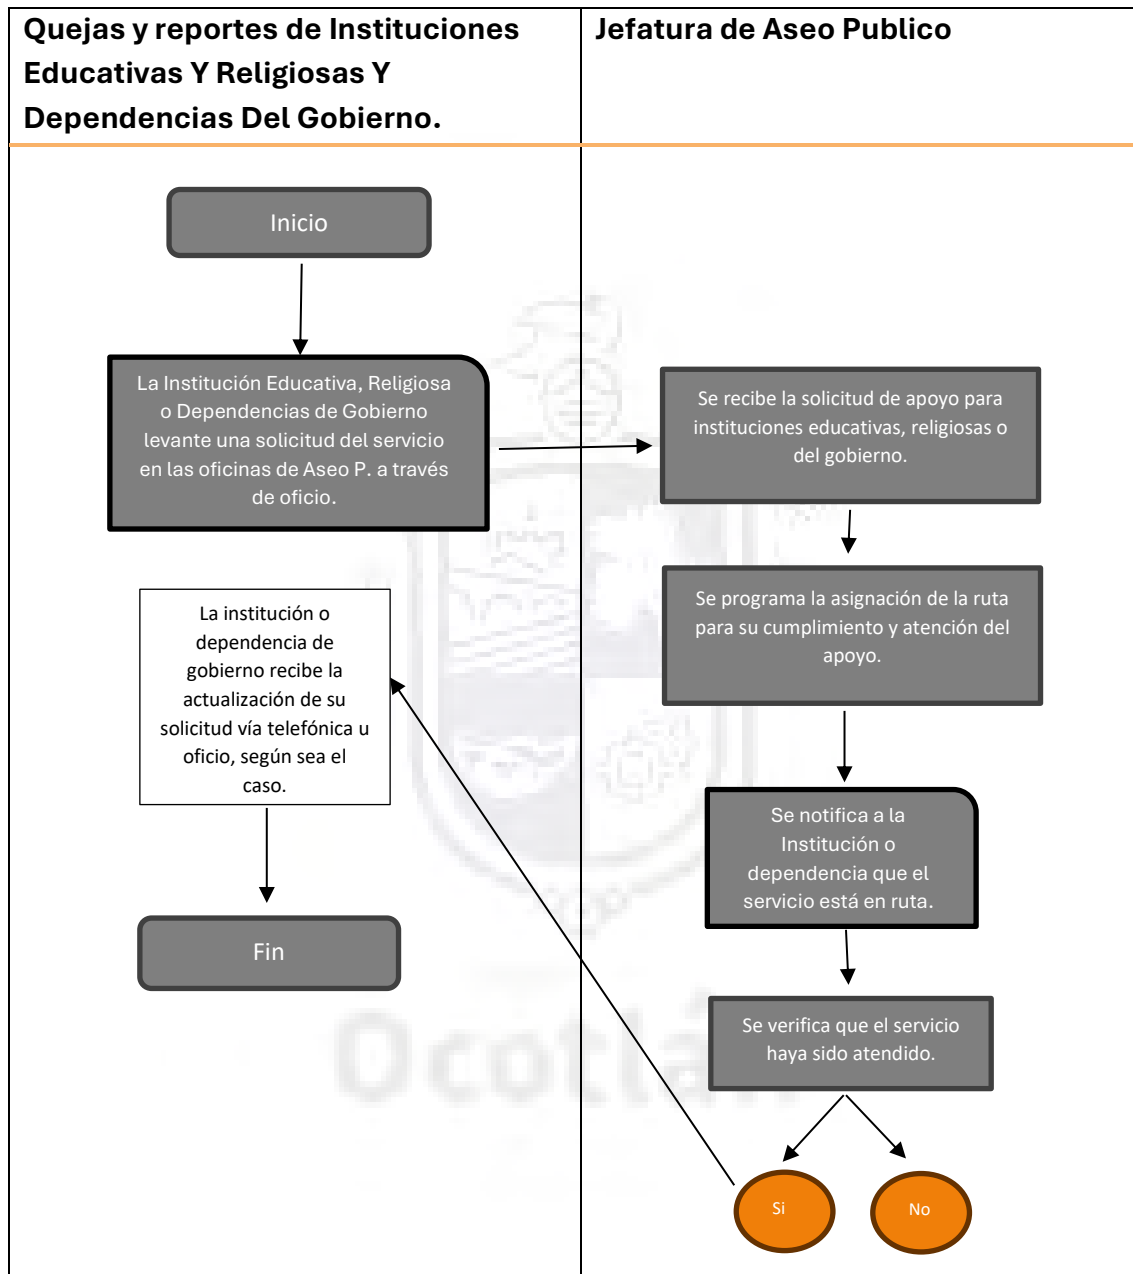 Quejas y reportes de Instituciones
Educativas Y Religiosas Y
Dependencias Del Gobierno.
Jefatura de Aseo Publico
Inicio
La Institución Educativa, Religiosa
o Dependencias de Gobierno
levante una solicitud del servicio
en las oficinas de Aseo P. a través
de oficio.
Se recibe la solicitud de apoyo para
instituciones educativas, religiosas o
del gobierno.
Se programa la asignación de la ruta
para su cumplimiento y atención del
apoyo.
Se notifica a la
Institución o
dependencia que el
servicio está en ruta.
Se verifica que el servicio
haya sido atendido.
Si
No
La institución o
dependencia de
gobierno recibe la
actualización de su
solicitud vía telefónica u
oficio, según sea el
caso.
Fin
Ocotlán